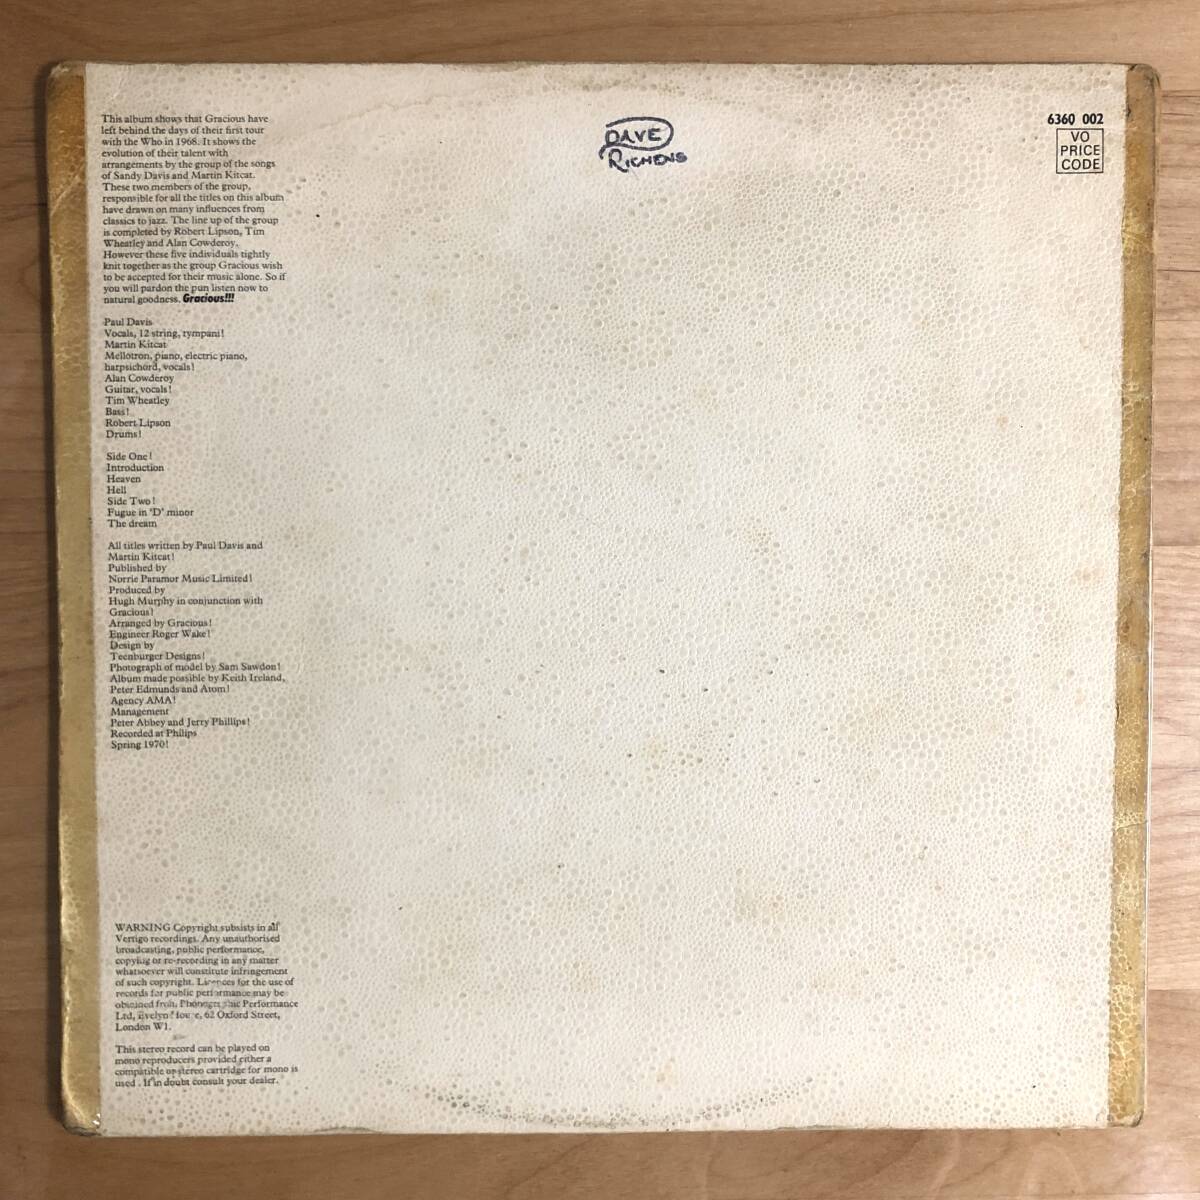 This album shows that Gracious have
left behind the days of their first tour
with the Who in 1968. It shows the
evolution of their talent with
arrangements by the group of the songs
of Sandy Davis and Martin Kitcat.
These two members of the group,
responsible for all the titles on this album
have drawn on many influences from
classics to jazz. The line up of the group
is completed by Robert Lipson, Tim
Wheatley and Alan Cowderoy.
However these five individuals tightly
knit together as the group Gracious wish
to be accepted for their music alone. So if
you will pardon the pun listen now to
natural goodness. Gracious!!!
Paul Davis
Vocals, 12 string, tympani!
Martin Kitcat
Mellotron, piano, electric piano,
harpsichord, vocals!
Alan Cowderoy
Guitar, vocals!
Tim Wheatley
Bass!
Robert Lipson
Drums!
Side One!
Introduction
Heaven
Hell
Side Two!
Fugue in 'D' minor
The dream
All titles written by Paul Davis and
Martin Kitcat!
Published by
Norrie Paramor Music Limited!
Produced by
Hugh Murphy in conjunction with
Gracious!
Arranged by Gracious!
Engineer Roger Wake!
Design by
Teenburger Designs!
Photograph of model by Sam Sawdon!
Album made possible by Keith Ireland,
Peter Edmunds and Atom!
Agency AMA!
Management
Peter Abbey and Jerry Phillips!
Recorded at Philips
Spring 1970!
WARNING Copyright subsists in all
Vertigo recordings. Any unauthorised
broadcasting, public performance,
copying or re-recording in any matter
whatsoever will constitute infringement
of such copyright. Licences for the use of
records for public performance may be
obtained from, Performance
Ltd, Evelyn 62 Oxford Street,
London W1.
This stereo record can be played on
mono reproducers provided either a
compatible or stereo cartridge for mono is
used. If in doubt consult your dealer.
DAVE
RICHENS
6360 002
VO
PRICE
CODE